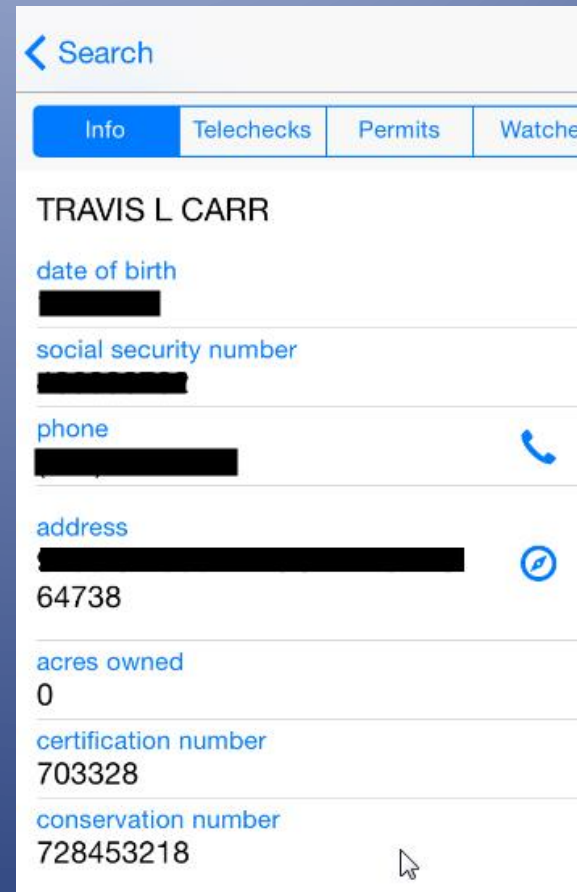 Search
Info Telechecks Permits Watche
TRAVIS L CARR
date of birth
social security number
phone
address
64738
acres owned
0
certification number
703328
conservation number
728453218